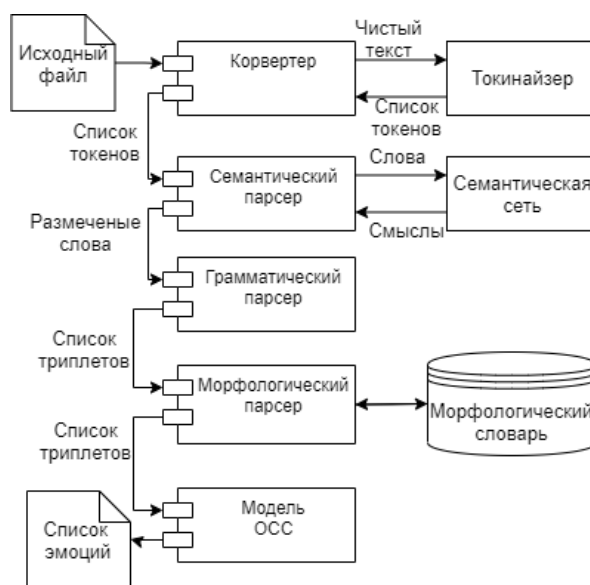 Исходный
файл
Корвертер
Чистый
текст
Токинайзер
Список
токенов
Список
токенов
Семантический
парсер
Слова
Смыслы
Семантическая
сеть
Размеченые
слова
Грамматический
парсер
Список
триплетов
Морфологический
парсер
Морфологический
словарь
Список
триплетов
Модель
ОСС
Список
эмоций